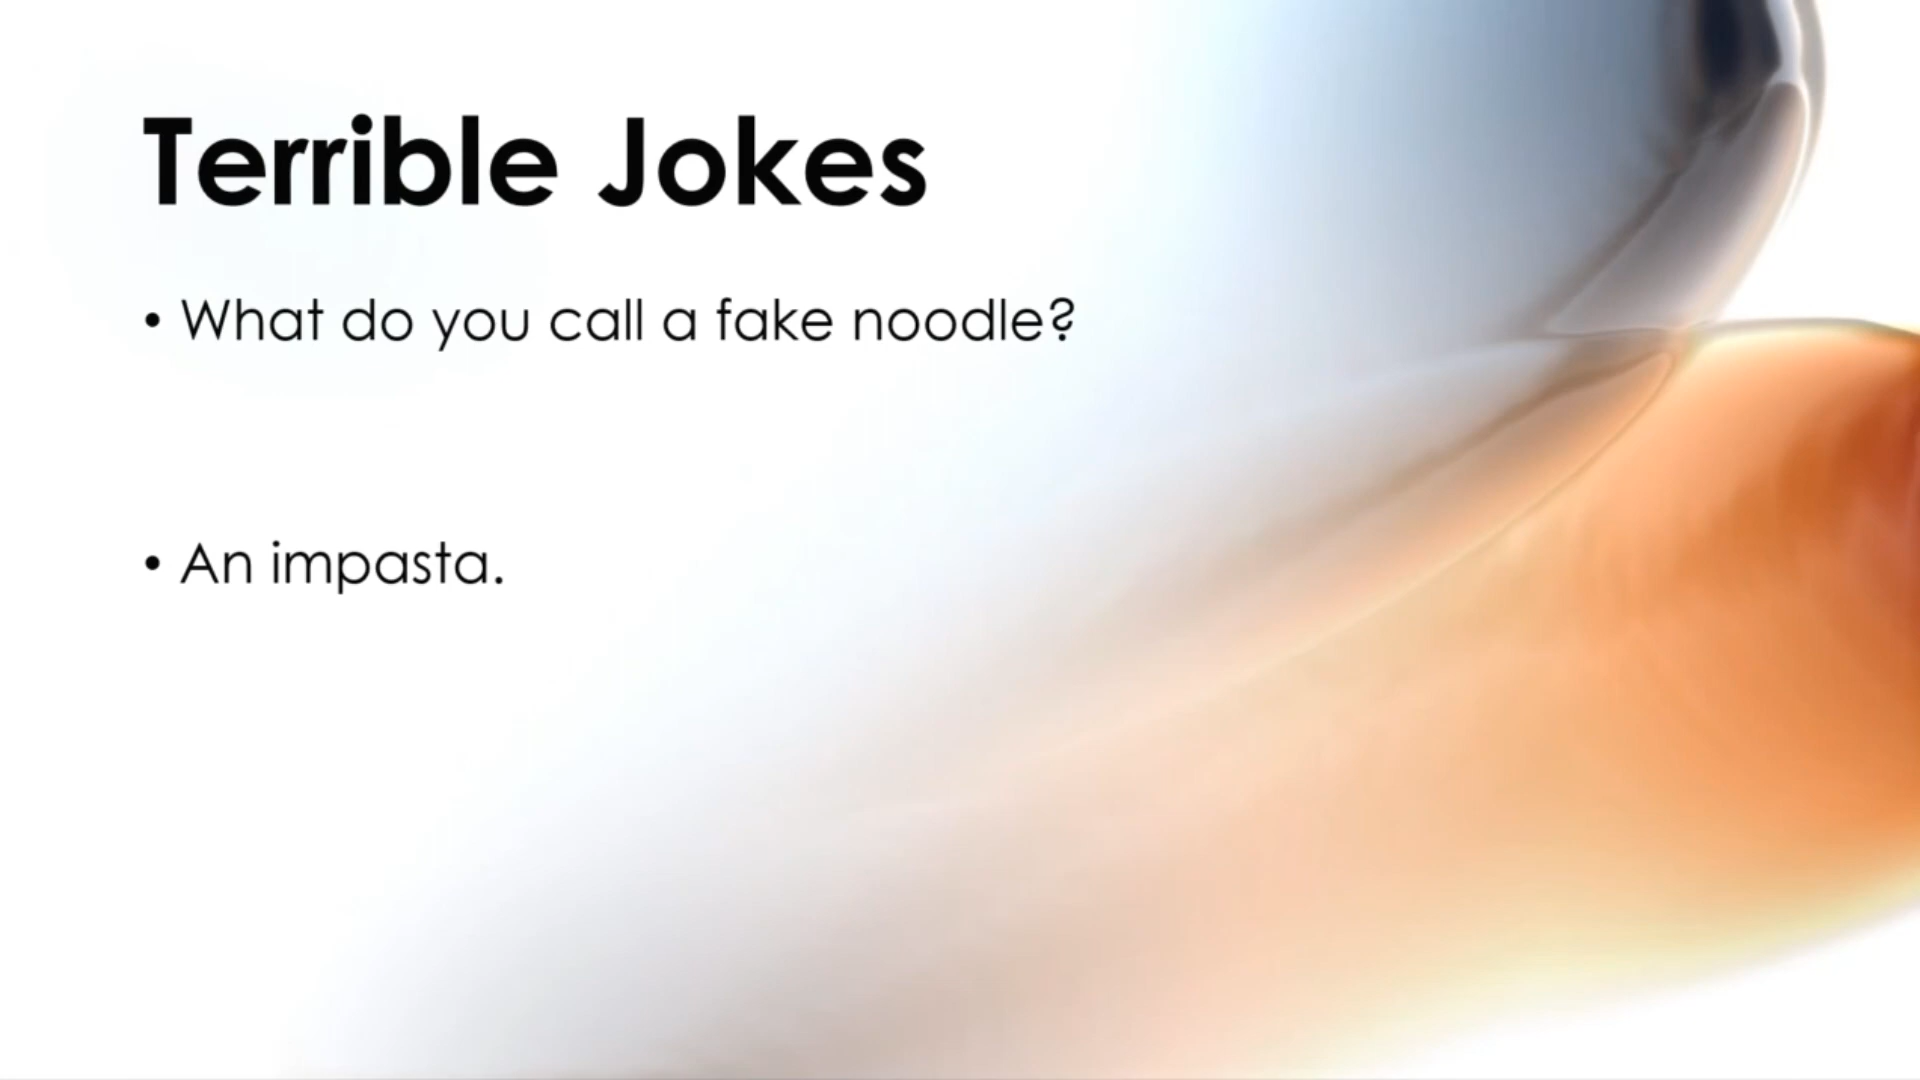 Terrible Jokes
• What do you call a fake noodle?
• An impasta.